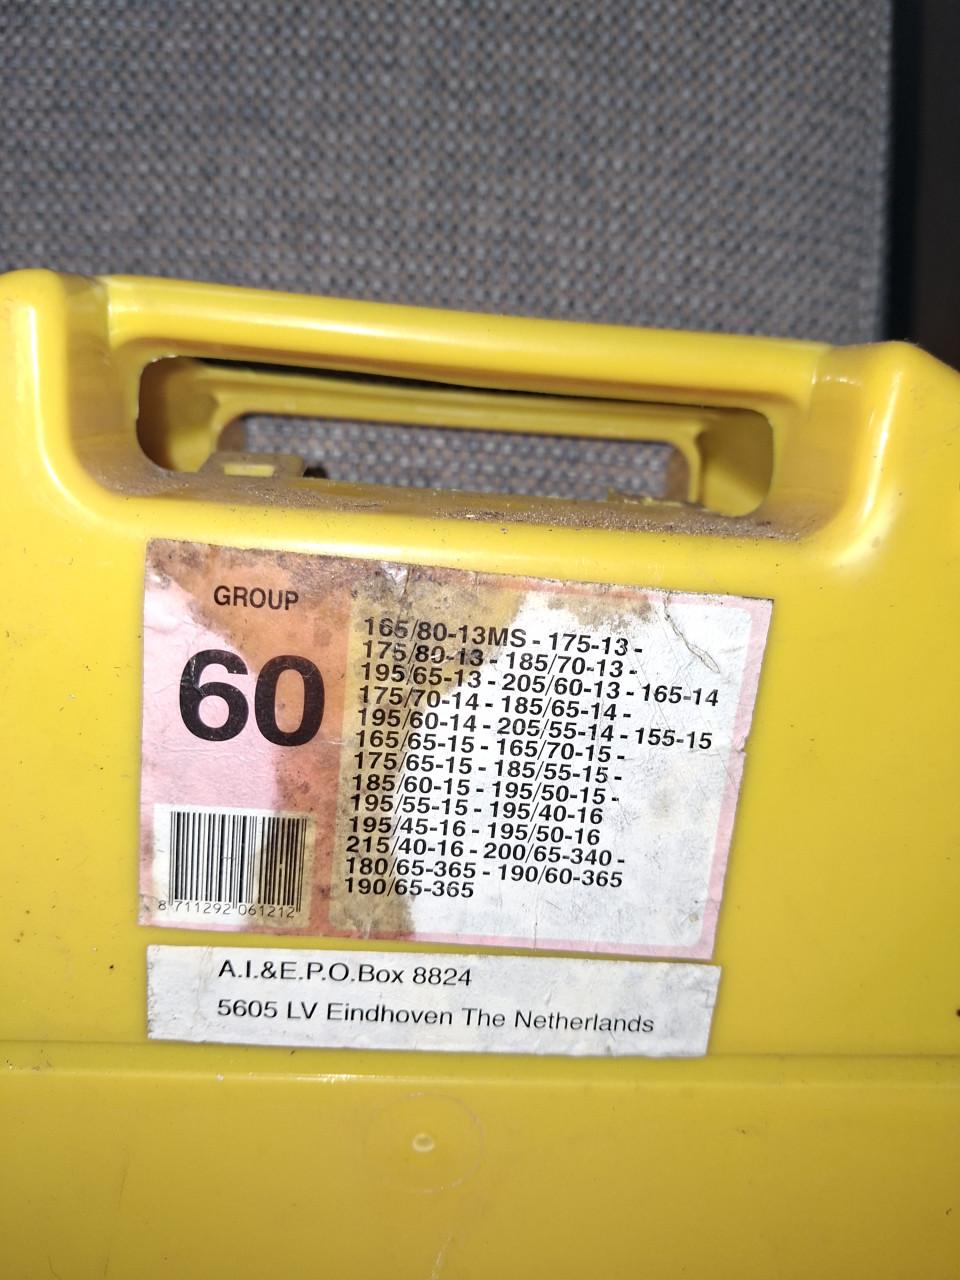 GROUP
60
165/80-13MS - 175-13 -
175/80-13 - 185/70-13 -
195/65-13 - 205/60-13 - 165-14
175/70-14 - 185/65-14 -
195/60-14 - 205/55-14 - 155-15
165/65-15 - 165/70-15 -
175/65-15 - 185/55-15 -
185/60-15 - 195/50-15 -
195/55-15 - 195/40-16
195/45-16 - 195/50-16
215/40-16 - 200/65-340 -
180/65-365 - 190/60-365
190/65-365
8 711292 061212
A.I.&E.P.O.Box 8824
5605 LV Eindhoven The Netherlands